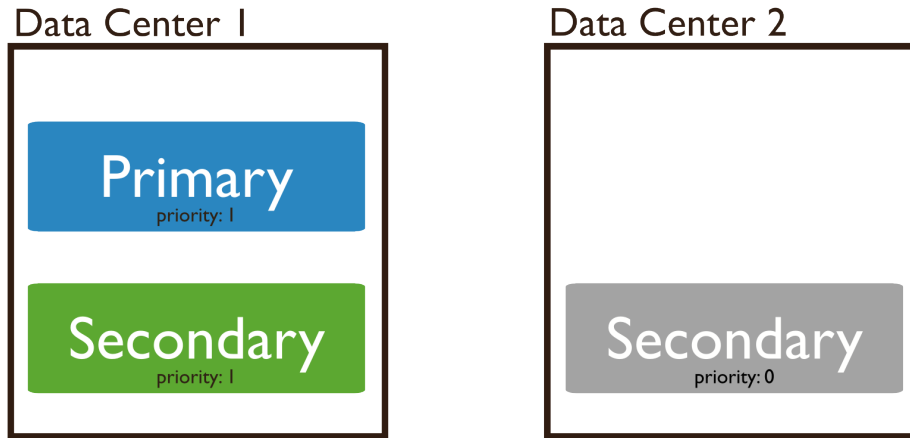 Data Center 1
Primary
priority: 1
Secondary
priority: 1
Data Center 2
Secondary
priority: 0